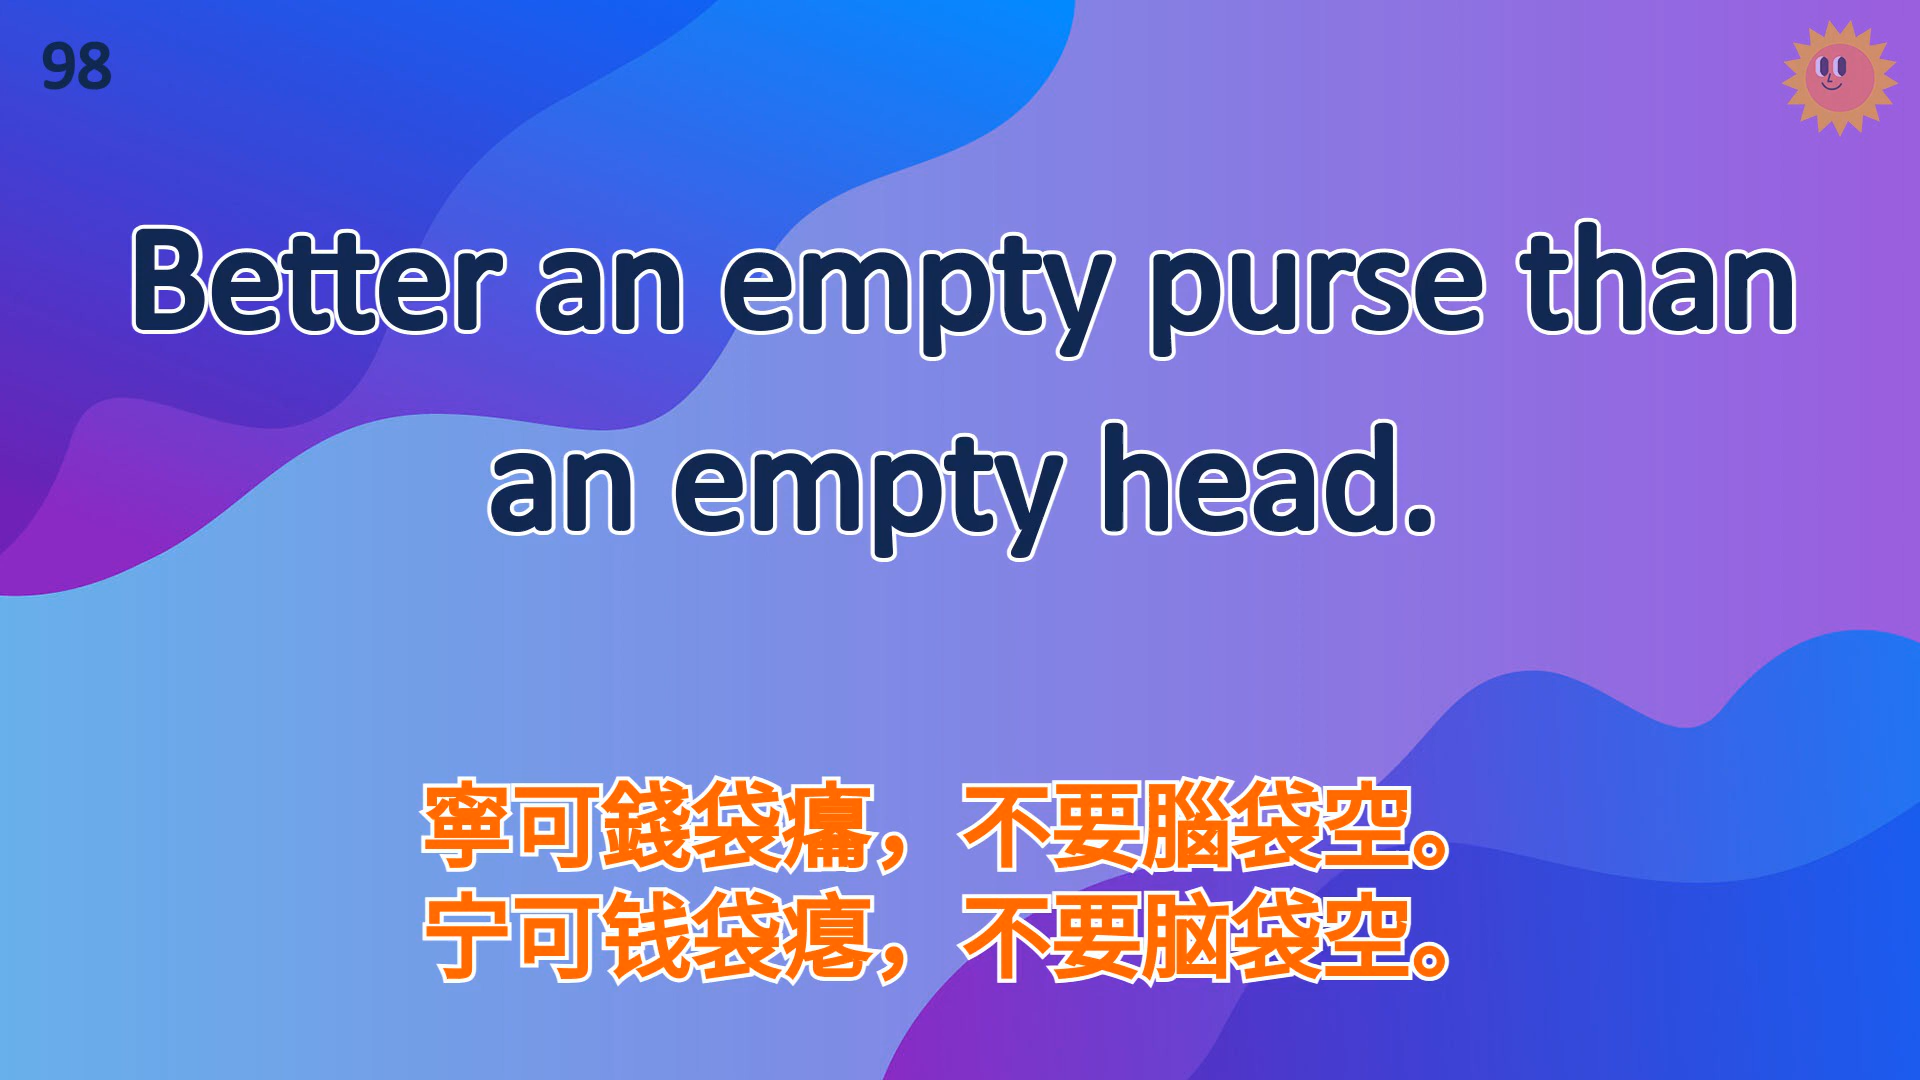 98
Better an empty purse than
an empty head.
寧可錢袋癟，不要腦袋空。
宁可钱袋瘪，不要脑袋空。